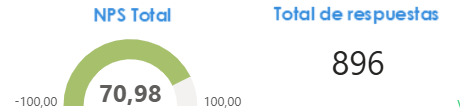 NPS Total
Total de respuestas
896
70,98
-100,00
100,00